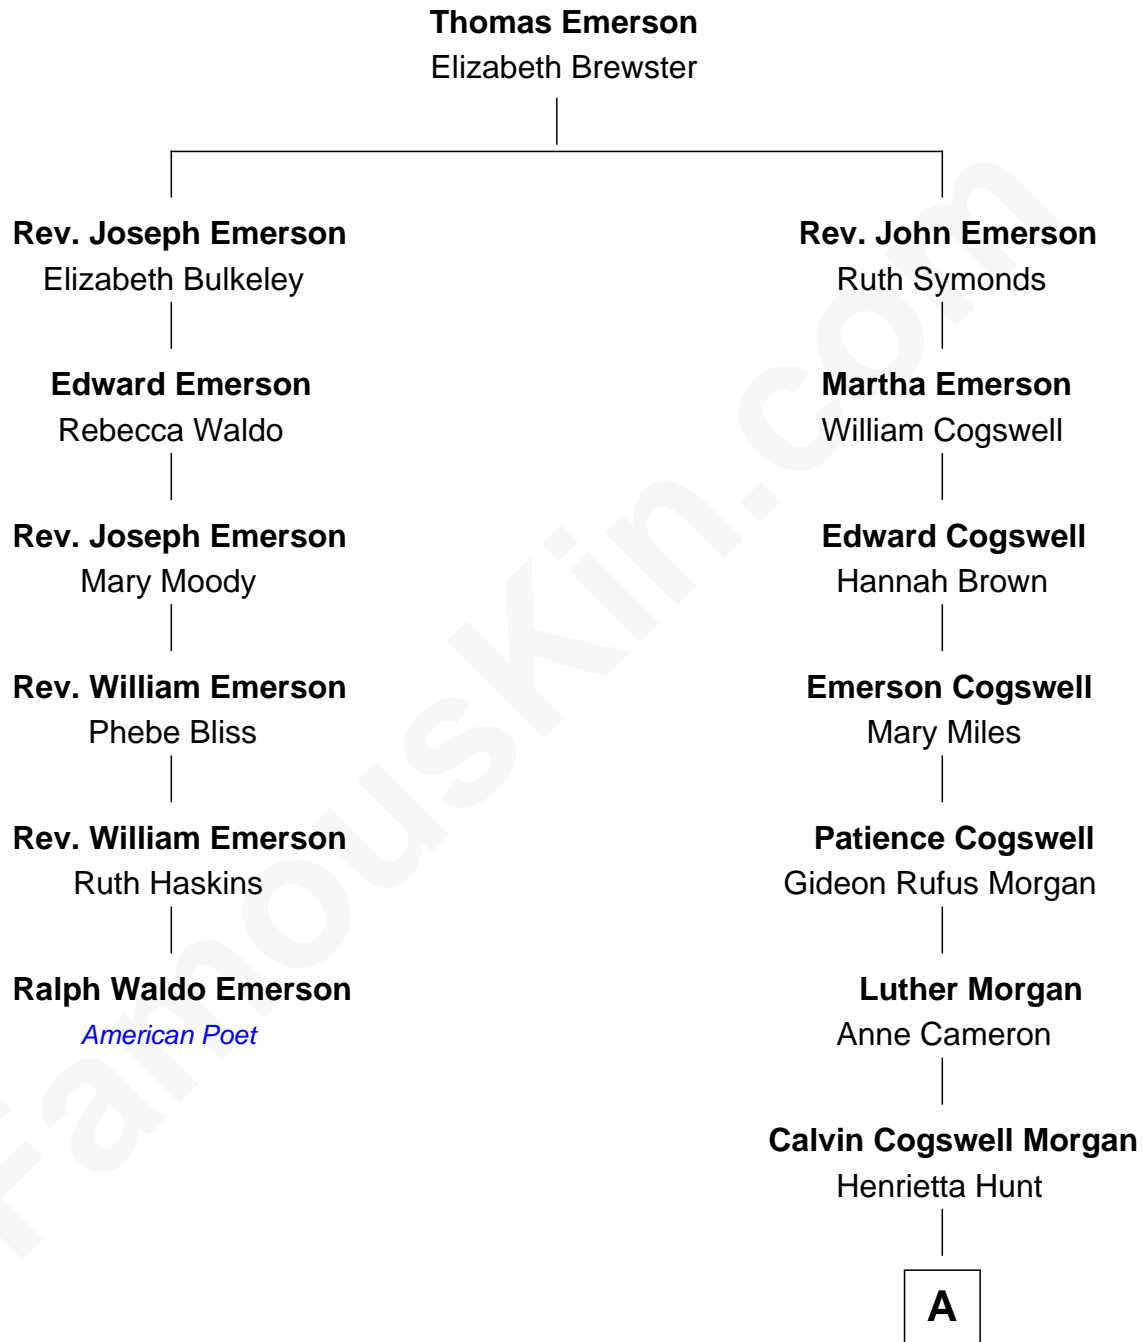 Thomas Emerson
Elizabeth Brewster
Rev. Joseph Emerson
Elizabeth Bulkeley
Rev. John Emerson
Ruth Symonds
Edward Emerson
Rebecca Waldo
Martha Emerson
William Cogswell
Rev. Joseph Emerson
Mary Moody
Edward Cogswell
Hannah Brown
Rev. William Emerson
Phebe Bliss
Emerson Cogswell
Mary Miles
Rev. William Emerson
Ruth Haskins
Patience Cogswell
Gideon Rufus Morgan
Ralph Waldo Emerson
American Poet
Luther Morgan
Anne Cameron
Calvin Cogswell Morgan
Henrietta Hunt
A
FamousKin.com